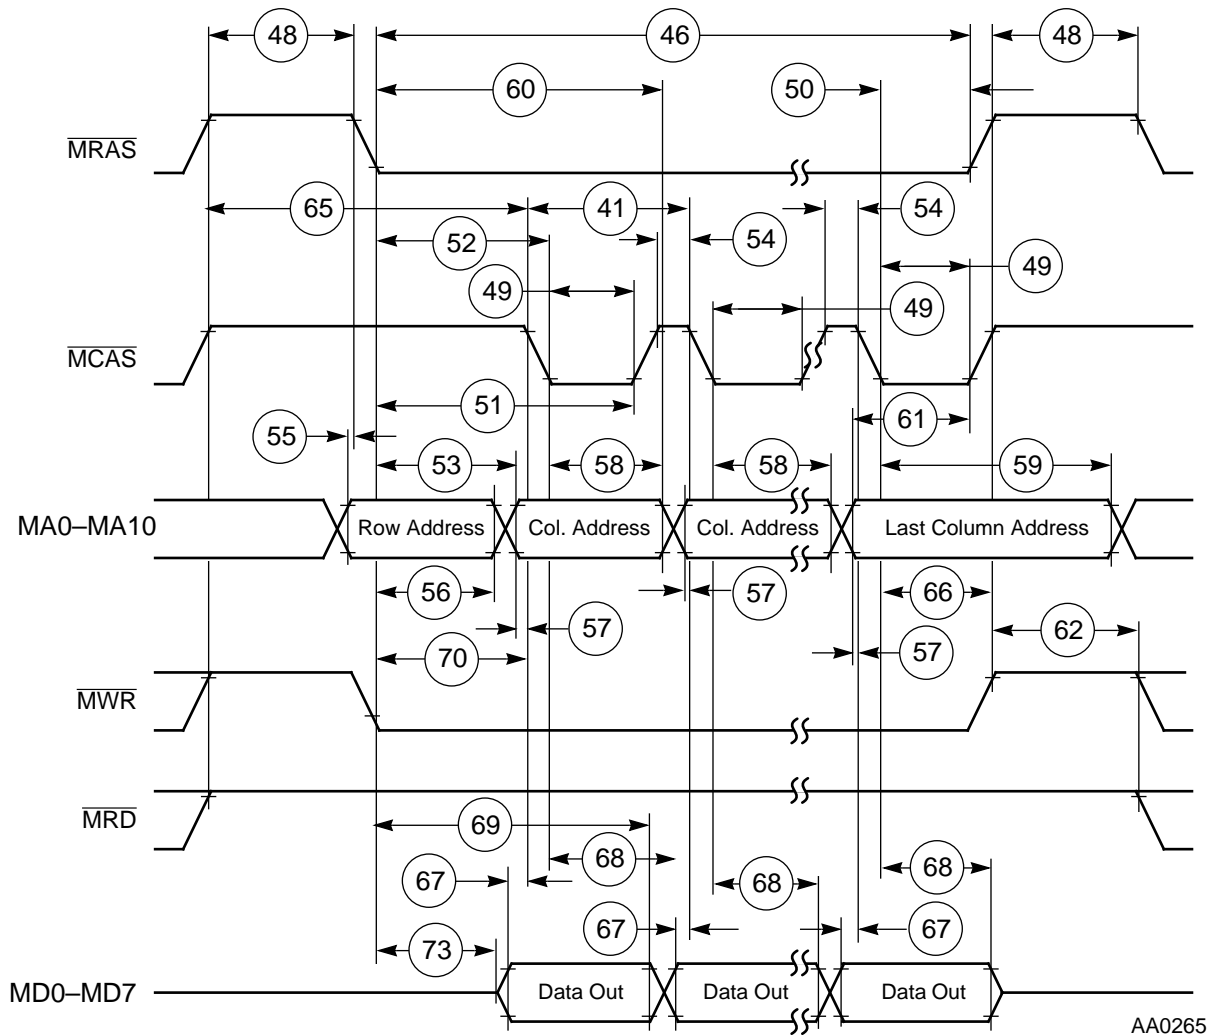 48 46 48
60 50
MRAS
65 41 54
52 54
49 49
49
MCAS
51
61
55
53 58 58 59
MA0–MA10 Row Address Col. Address Col. Address Last Column Address
56 57 66
57 62
70 57
MWR
MRD
69
68
67 68 68
67 67
73
MD0–MD7 Data Out Data Out Data Out
AA0265